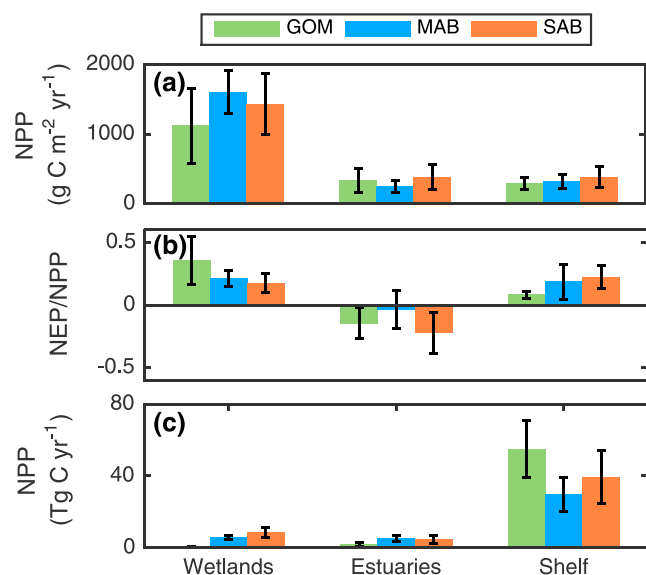 GOM MAB SAB
(a)
NPP
(g C m⁻² yr⁻¹)
2000
1000
0
(b)
NEP/NPP
0.5
0
-0.5
(c)
NPP
(Tg C yr⁻¹)
80
40
0
Wetlands Estuaries Shelf